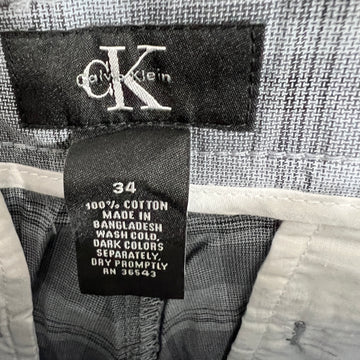 cK
Calvin Klein
34
100% COTTON
MADE IN
BANGLADESH
WASH COLD,
DARK COLORS
SEPARATELY,
DRY PROMPTLY
RN 36543